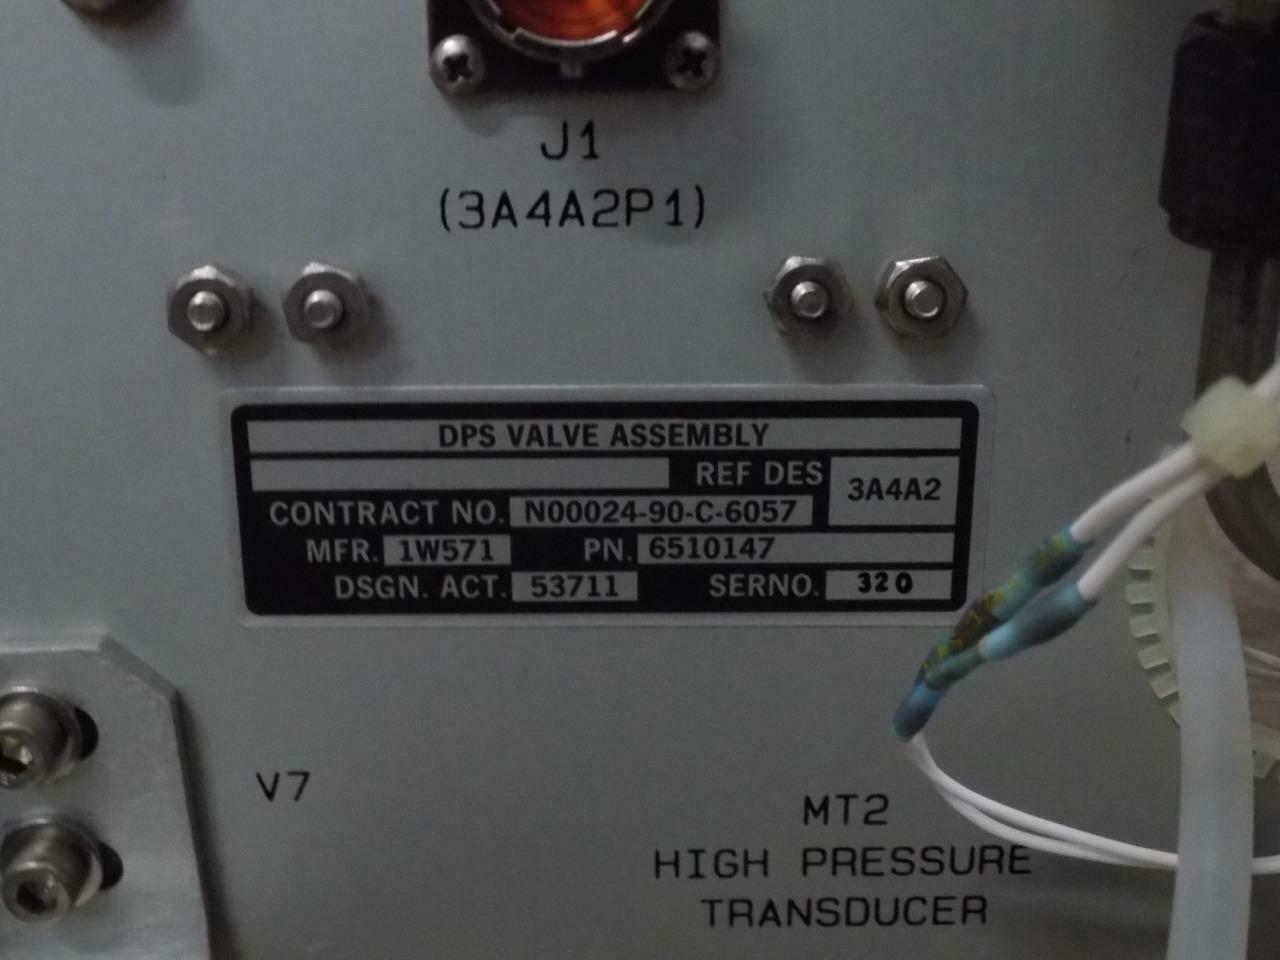 J1
(3A4A2P1)
DPS VALVE ASSEMBLY
REF DES 3A4A2
CONTRACT NO. N00024-90-C-6057
MFR. 1W571 PN. 6510147
DSGN. ACT. 53711 SERNO. 320
V7
MT2
HIGH PRESSURE
TRANSDUCER